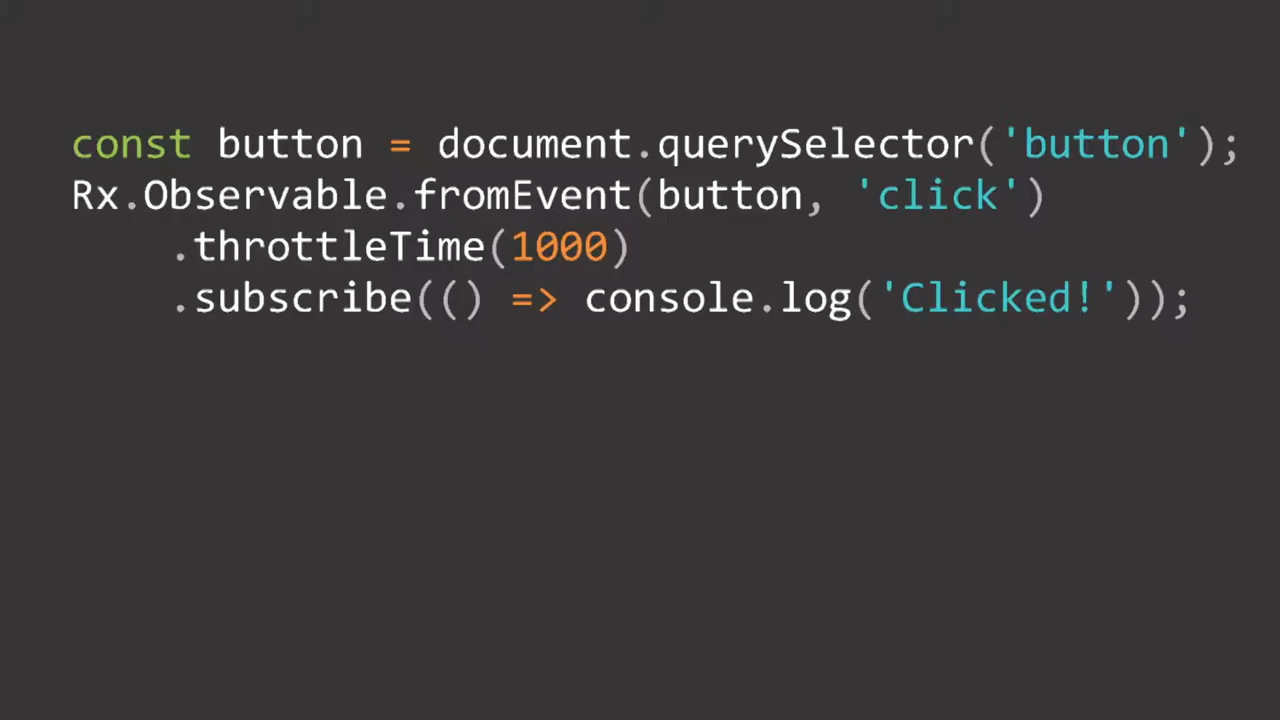 const button = document.querySelector('button');
Rx.Observable.fromEvent(button, 'click')
    .throttleTime(1000)
    .subscribe(() => console.log('Clicked!'));